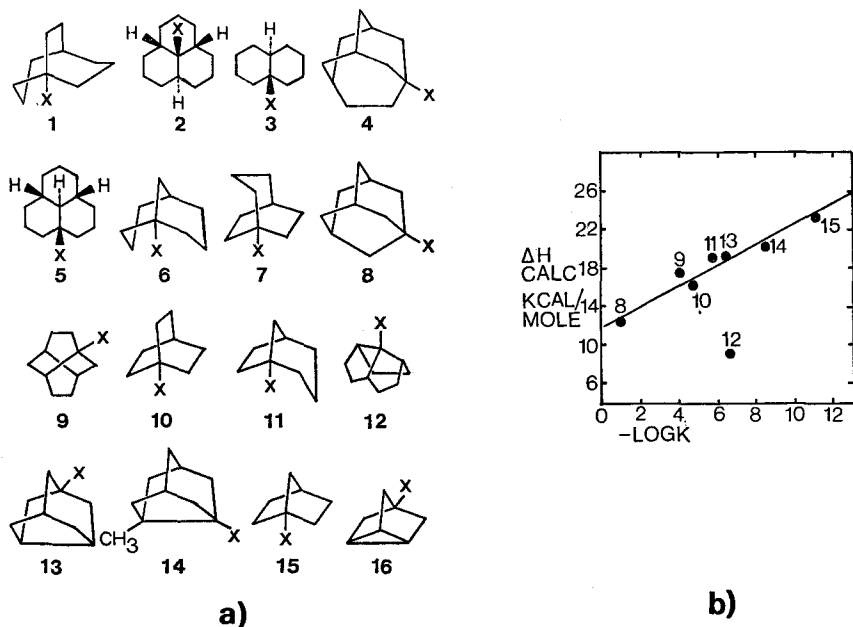 H
X
H
H
H
X
X
X
1
2
3
4
H
H
H
X
X
X
X
5
6
7
8
X
X
X
X
9
10
11
12
X
CH3
X
X
X
13
14
15
16
a)
26
22
ΔH
18
CALC
KCAL/
14
MOLE
10
6
8
9
10
11
13
12
14
15
0
2
4
6
8
10
12
-LOGK
b)